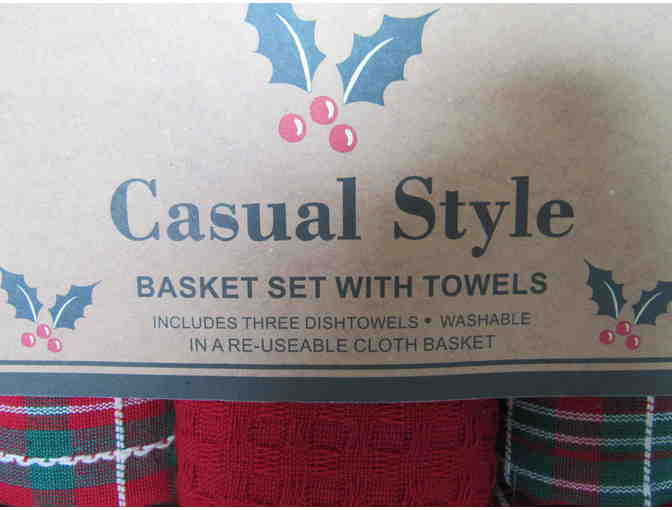 Casual Style
BASKET SET WITH TOWELS
INCLUDES THREE DISHTOWELS • WASHABLE
IN A RE-USEABLE CLOTH BASKET